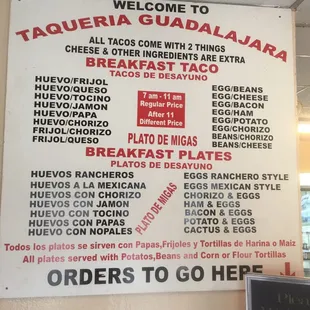 WELCOME TO
TAQUERIA GUADALAJARA
ALL TACOS COME WITH 2 THINGS
CHEESE & OTHER INGREDIENTS ARE EXTRA
BREAKFAST TACO
TACOS DE DESAYUNO
HUEVO/FRIJOL
HUEVO/QUESO
HUEVO/TOCINO
HUEVO/JAMON
HUEVO/PAPA
HUEVO/CHORIZO
FRIJOL/CHORIZO
FRIJOL/QUESO
7 am - 11 am
Regular Price
After 11
Different Price
EGG/BEANS
EGG/CHEESE
EGG/BACON
EGG/HAM
EGG/POTATO
EGG/CHORIZO
BEANS/CHORIZO
BEANS/CHEESE
PLATO DE MIGAS
BREAKFAST PLATES
PLATOS DE DESAYUNO
HUEVOS RANCHEROS
HUEVOS A LA MEXICANA
HUEVOS CON CHORIZO
HUEVOS CON JAMON
HUEVO CON TOCINO
HUEVOS CON PAPAS
HUEVO CON NOPALES
PLATO DE MIGAS
EGGS RANCHERO STYLE
EGGS MEXICAN STYLE
CHORIZO & EGGS
HAM & EGGS
BACON & EGGS
POTATO & EGGS
CACTUS & EGGS
Todos los platos se sirven con Papas,Frijoles y Tortillas de Harina o Maiz
All plates served with Potatos,Beans and Corn or Flour Tortillas
ORDERS TO GO HERE